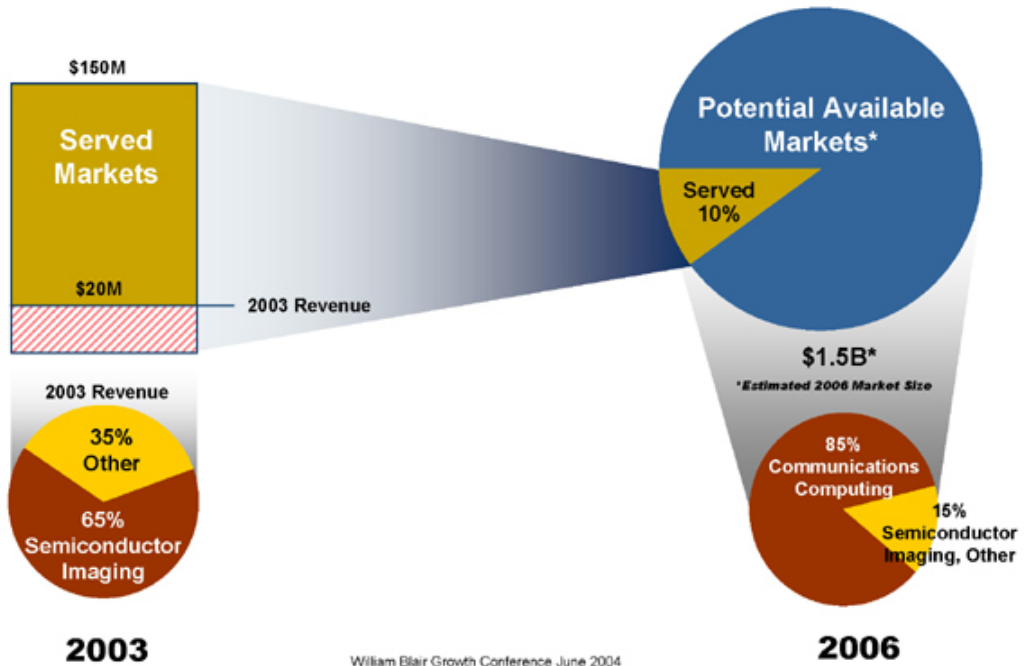 $150M
Served
Markets
$20M
2003 Revenue
2003 Revenue
35%
Other
65%
Semiconductor
Imaging
2003
Potential Available
Markets*
Served
10%
$1.5B*
*Estimated 2006 Market Size
85%
Communications
Computing
15%
Semiconductor
Imaging, Other
2006
William Blair Growth Conference June 2004